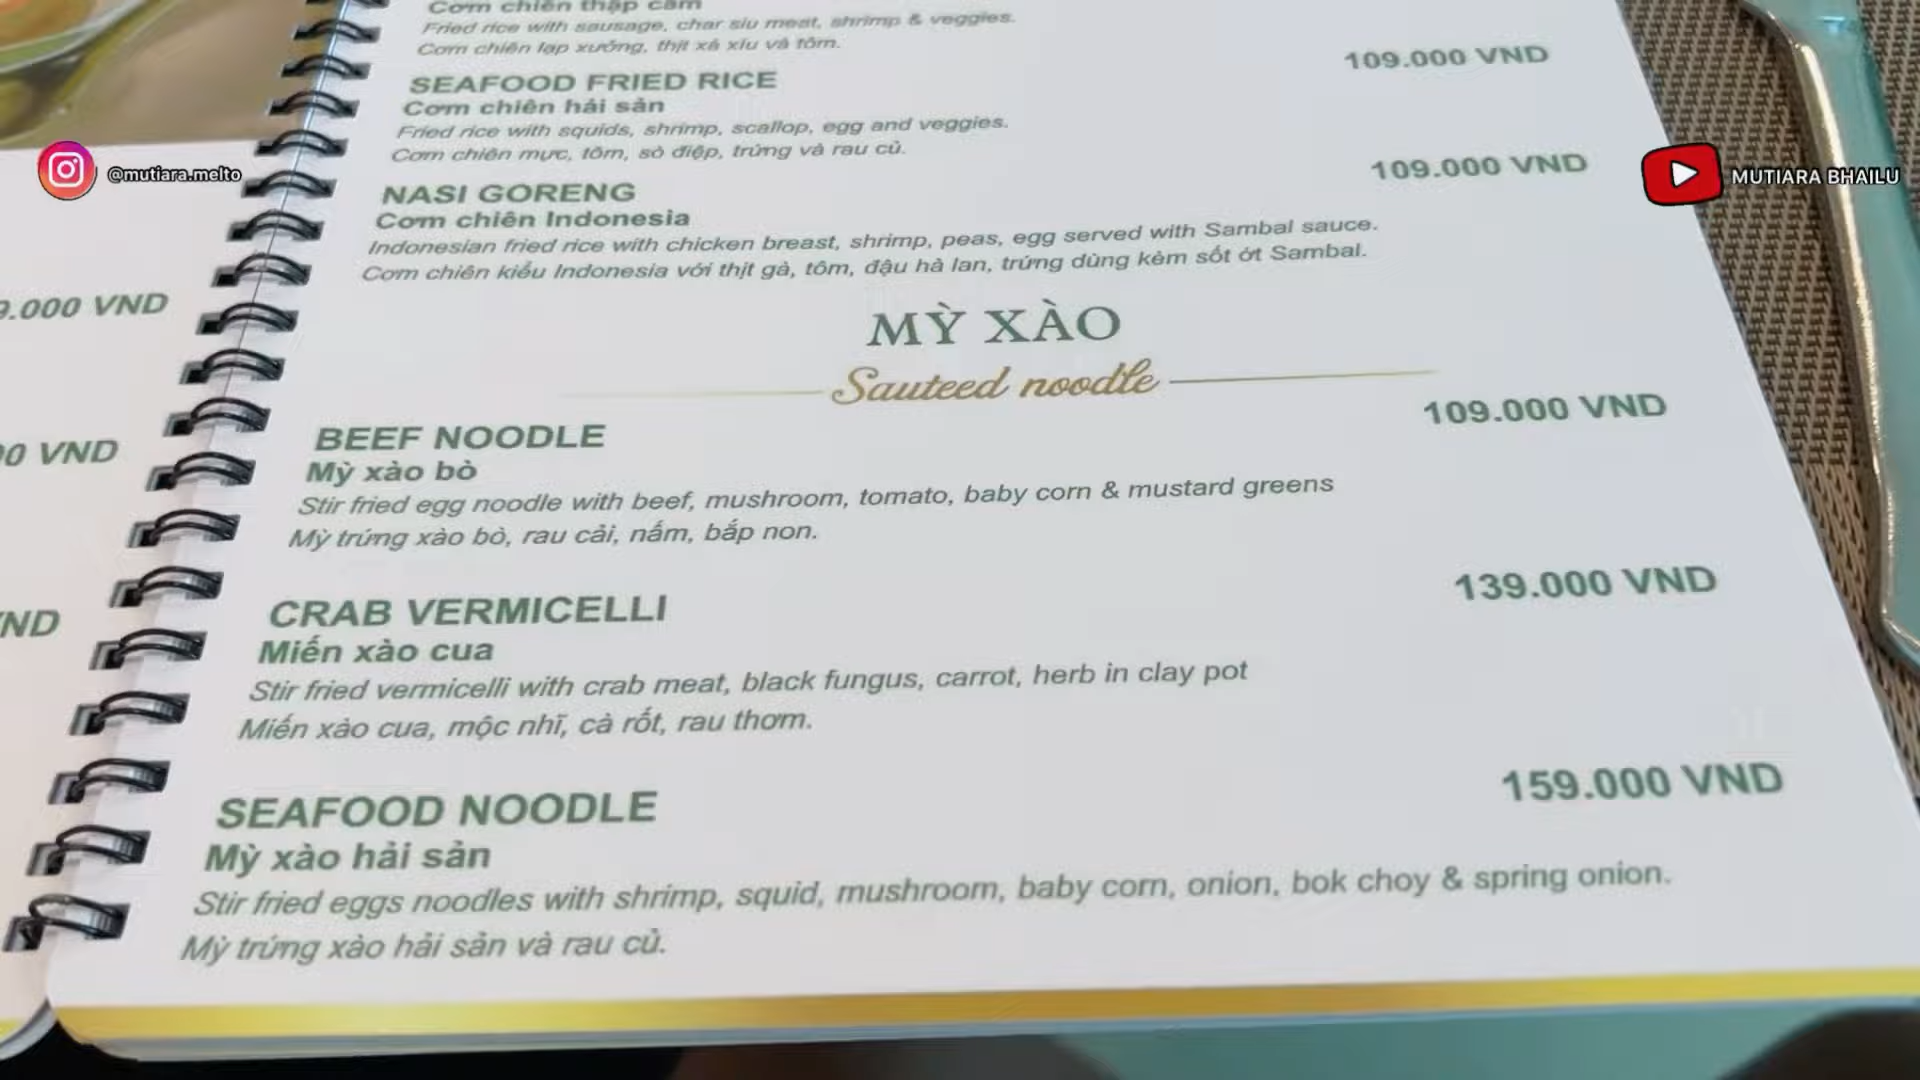 Cơm chiên thập cẩm
Fried rice with sausage, char siu meat, shrimp & veggies.
Cơm chiên lạp xưởng, thịt xá xíu và tôm.
SEAFOOD FRIED RICE
109.000 VND
Cơm chiên hải sản
Fried rice with squids, shrimp, scallop, egg and veggies.
Cơm chiên mực, tôm, sò điệp, trứng và rau củ.
NASI GORENG
109.000 VND
Cơm chiên Indonesia
Indonesian fried rice with chicken breast, shrimp, peas, egg served with Sambal sauce.
Cơm chiên kiểu Indonesia với thịt gà, tôm, đậu hà lan, trứng dùng kèm sốt ớt Sambal.
MỲ XÀO
Sauteed noodle
BEEF NOODLE
109.000 VND
Mỳ xào bò
Stir fried egg noodle with beef, mushroom, tomato, baby corn & mustard greens
Mỳ trứng xào bò, rau cải, nấm, bắp non.
CRAB VERMICELLI
139.000 VND
Miến xào cua
Stir fried vermicelli with crab meat, black fungus, carrot, herb in clay pot
Miến xào cua, mộc nhĩ, cà rốt, rau thơm.
SEAFOOD NOODLE
159.000 VND
Mỳ xào hải sản
Stir fried eggs noodles with shrimp, squid, mushroom, baby corn, onion, bok choy & spring onion.
Mỳ trứng xào hải sản và rau củ.
@mutiara.melto
MUTIARA BHAILU
.000 VND
0 VND
VND